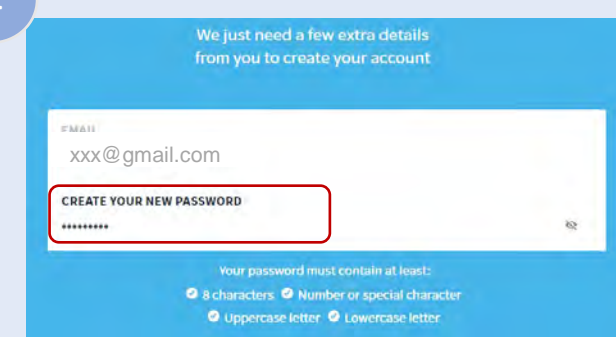 We just need a few extra details
from you to create your account
EMAIL
xxx@gmail.com
CREATE YOUR NEW PASSWORD
•••••••••
Your password must contain at least:
8 characters Number or special character
Uppercase letter Lowercase letter